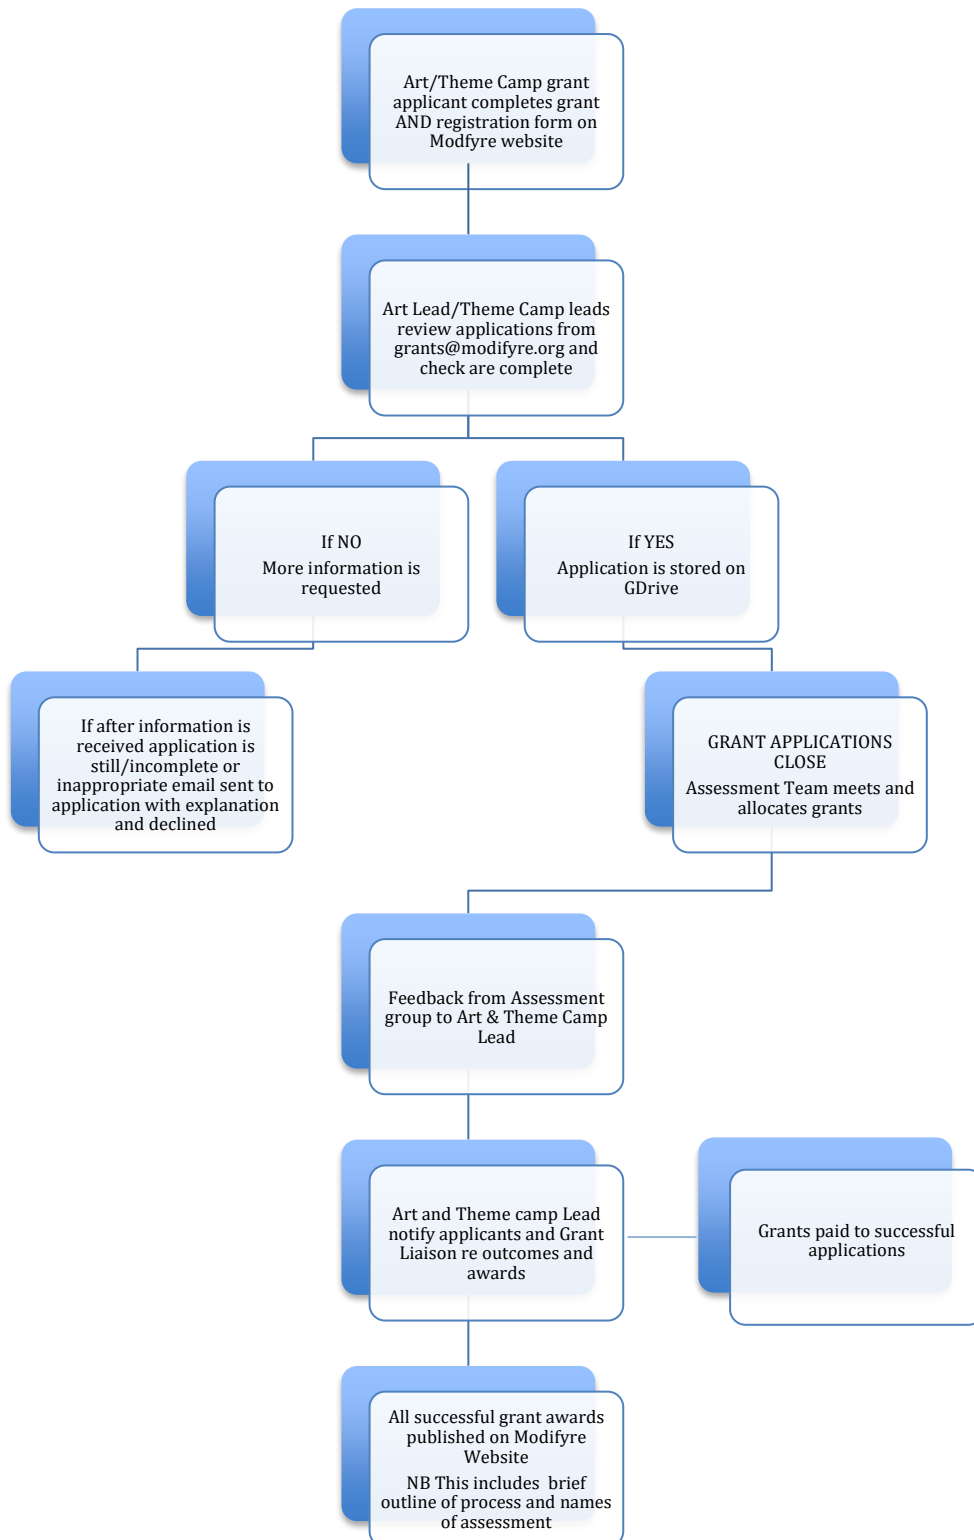 Art/Theme Camp grant
applicant completes grant
AND registration form on
Modfyre website
Art Lead/Theme Camp leads
review applications from
grants@modifyre.org and
check are complete
If NO
More information is
requested
If YES
Application is stored on
GDrive
If after information is
received application is
still/incomplete or
inappropriate email sent to
application with explanation
and declined
GRANT APPLICATIONS
CLOSE
Assessment Team meets and
allocates grants
Feedback from Assessment
group to Art & Theme Camp
Lead
Art and Theme camp Lead
notify applicants and Grant
Liaison re outcomes and
awards
Grants paid to successful
applications
All successful grant awards
published on Modifyre
Website
NB This includes brief
outline of process and names
of assessment